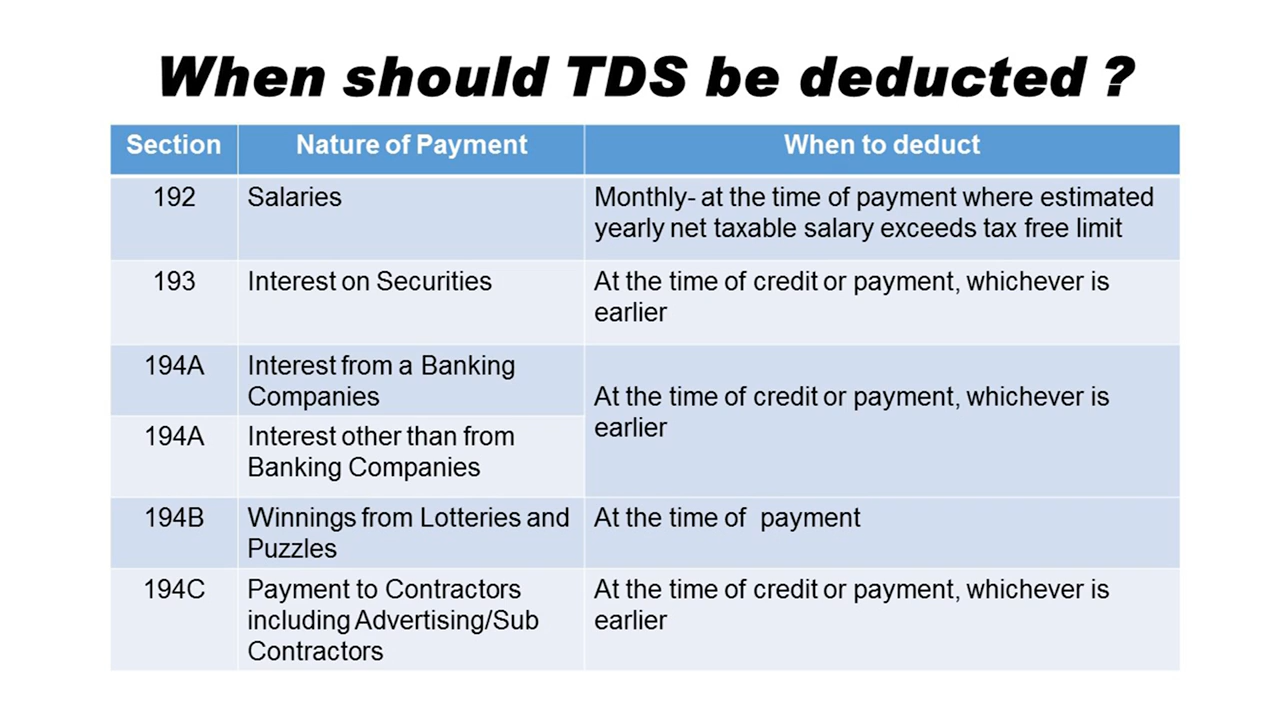 When should TDS be deducted ?
Section Nature of Payment When to deduct
192 Salaries Monthly- at the time of payment where estimated
yearly net taxable salary exceeds tax free limit
193 Interest on Securities At the time of credit or payment, whichever is
earlier
194A Interest from a Banking
Companies
At the time of credit or payment, whichever is
earlier
194A Interest other than from
Banking Companies
194B Winnings from Lotteries and
Puzzles
At the time of payment
194C Payment to Contractors
including Advertising/Sub
Contractors
At the time of credit or payment, whichever is
earlier